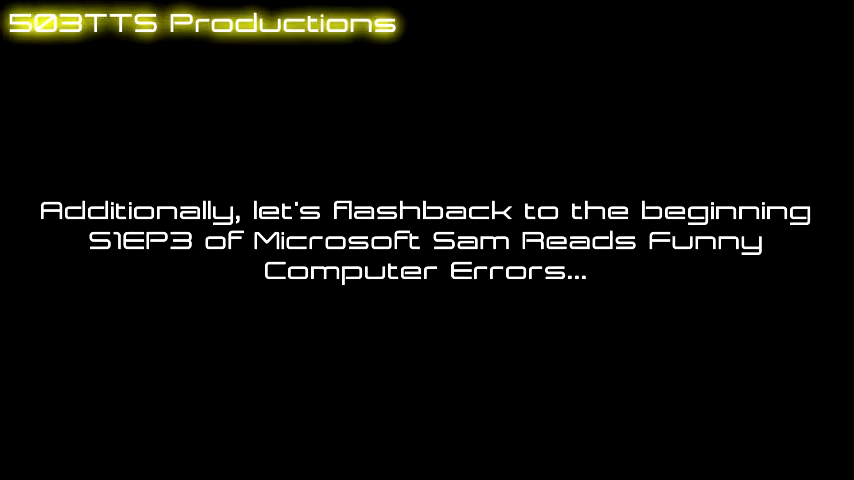 503TTS Productions
Additionally, let's flashback to the beginning
S1EP3 of Microsoft Sam Reads Funny
Computer Errors...